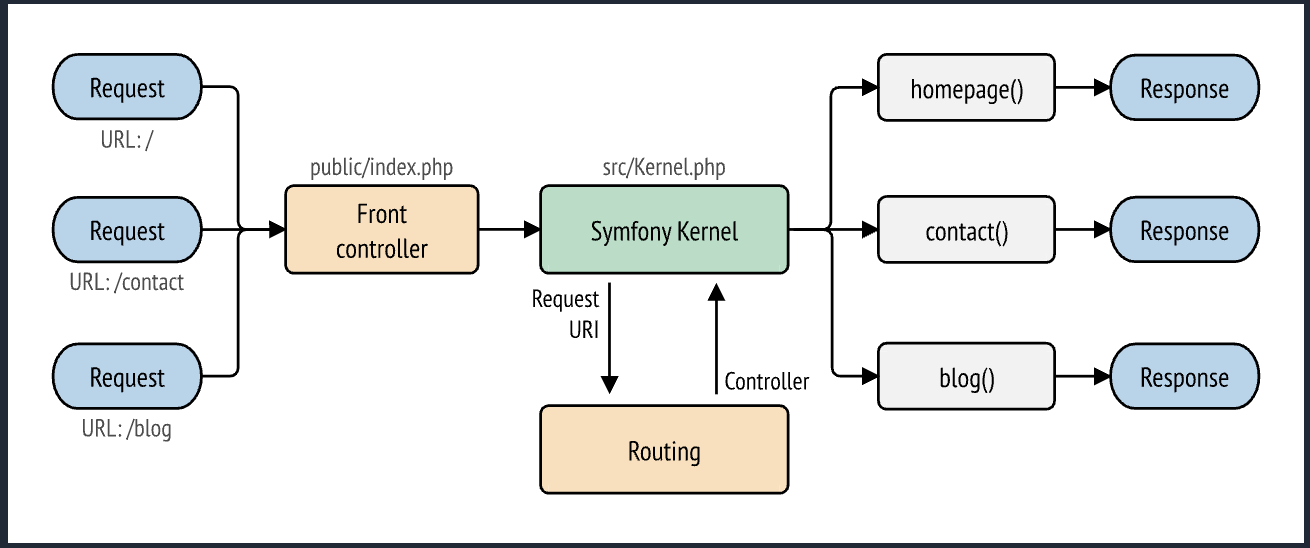 Request
URL: /
Request
URL: /contact
Request
URL: /blog
public/index.php
Front
controller
src/Kernel.php
Symfony Kernel
Request
URI
Controller
Routing
homepage()
Response
contact()
Response
blog()
Response